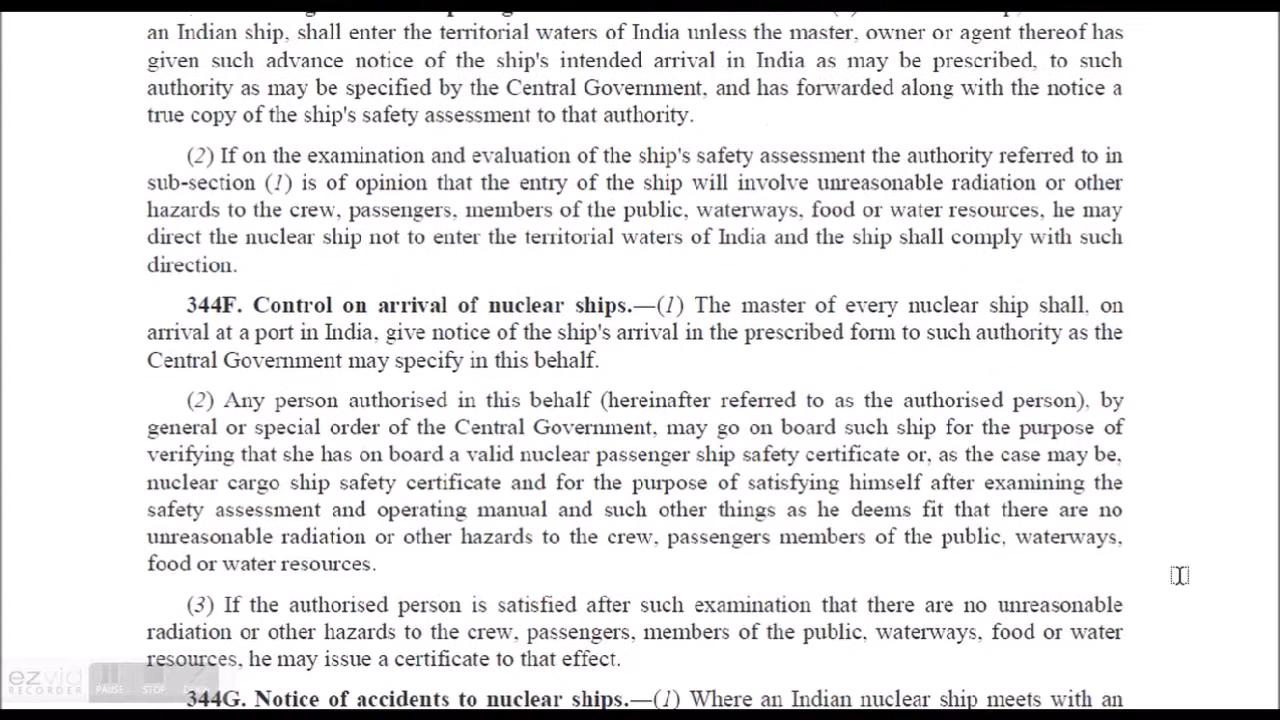 an Indian ship, shall enter the territorial waters of India unless the master, owner or agent thereof has
given such advance notice of the ship's intended arrival in India as may be prescribed, to such
authority as may be specified by the Central Government, and has forwarded along with the notice a
true copy of the ship's safety assessment to that authority.
(2) If on the examination and evaluation of the ship's safety assessment the authority referred to in
sub-section (1) is of opinion that the entry of the ship will involve unreasonable radiation or other
hazards to the crew, passengers, members of the public, waterways, food or water resources, he may
direct the nuclear ship not to enter the territorial waters of India and the ship shall comply with such
direction.
344F. Control on arrival of nuclear ships.—(1) The master of every nuclear ship shall, on
arrival at a port in India, give notice of the ship's arrival in the prescribed form to such authority as the
Central Government may specify in this behalf.
(2) Any person authorised in this behalf (hereinafter referred to as the authorised person), by
general or special order of the Central Government, may go on board such ship for the purpose of
verifying that she has on board a valid nuclear passenger ship safety certificate or, as the case may be,
nuclear cargo ship safety certificate and for the purpose of satisfying himself after examining the
safety assessment and operating manual and such other things as he deems fit that there are no
unreasonable radiation or other hazards to the crew, passengers members of the public, waterways,
food or water resources.
(3) If the authorised person is satisfied after such examination that there are no unreasonable
radiation or other hazards to the crew, passengers, members of the public, waterways, food or water
resources, he may issue a certificate to that effect.
ezvid
RECORDER
PAUSE STOP
344G. Notice of accidents to nuclear ships.—(1) Where an Indian nuclear ship meets with an